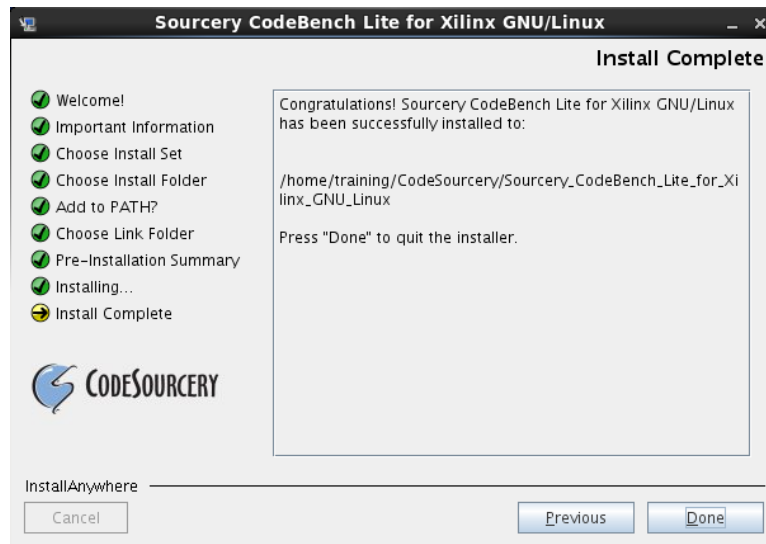 Sourcery CodeBench Lite for Xilinx GNU/Linux
Install Complete
Welcome!
Important Information
Choose Install Set
Choose Install Folder
Add to PATH?
Choose Link Folder
Pre-Installation Summary
Installing...
Install Complete
CODESOURCERY
Congratulations! Sourcery CodeBench Lite for Xilinx GNU/Linux
has been successfully installed to:
/home/training/CodeSourcery/Sourcery_CodeBench_Lite_for_Xi
linx_GNU_Linux
Press "Done" to quit the installer.
InstallAnywhere
Cancel
Previous
Done